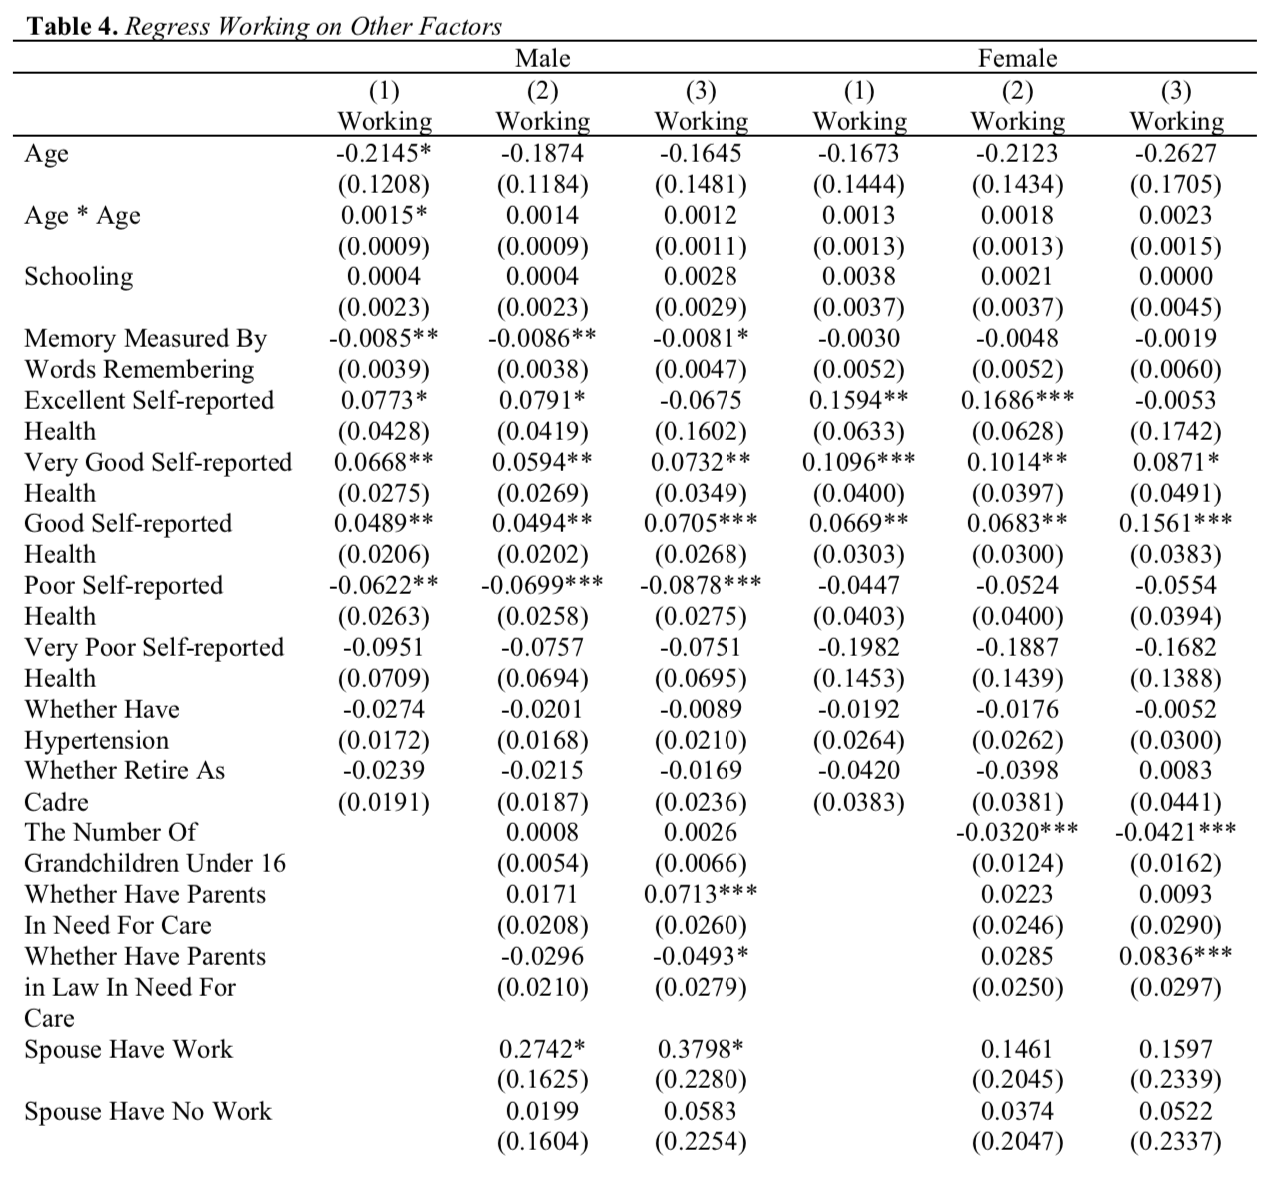 Table 4. Regress Working on Other Factors
Male Female
(1) (2) (3) (1) (2) (3)
Working Working Working Working Working Working
Age -0.2145* -0.1874 -0.1645 -0.1673 -0.2123 -0.2627
(0.1208) (0.1184) (0.1481) (0.1444) (0.1434) (0.1705)
Age * Age 0.0015* 0.0014 0.0012 0.0013 0.0018 0.0023
(0.0009) (0.0009) (0.0011) (0.0013) (0.0013) (0.0015)
Schooling 0.0004 0.0004 0.0028 0.0038 0.0021 0.0000
(0.0023) (0.0023) (0.0029) (0.0037) (0.0037) (0.0045)
Memory Measured By -0.0085** -0.0086** -0.0081* -0.0030 -0.0048 -0.0019
Words Remembering (0.0039) (0.0038) (0.0047) (0.0052) (0.0052) (0.0060)
Excellent Self-reported 0.0773* 0.0791* -0.0675 0.1594** 0.1686*** -0.0053
Health (0.0428) (0.0419) (0.1602) (0.0633) (0.0628) (0.1742)
Very Good Self-reported 0.0668** 0.0594** 0.0732** 0.1096*** 0.1014** 0.0871*
Health (0.0275) (0.0269) (0.0349) (0.0400) (0.0397) (0.0491)
Good Self-reported 0.0489** 0.0494** 0.0705*** 0.0669** 0.0683** 0.1561***
Health (0.0206) (0.0202) (0.0268) (0.0303) (0.0300) (0.0383)
Poor Self-reported -0.0622** -0.0699*** -0.0878*** -0.0447 -0.0524 -0.0554
Health (0.0263) (0.0258) (0.0275) (0.0403) (0.0400) (0.0394)
Very Poor Self-reported -0.0951 -0.0757 -0.0751 -0.1982 -0.1887 -0.1682
Health (0.0709) (0.0694) (0.0695) (0.1453) (0.1439) (0.1388)
Whether Have -0.0274 -0.0201 -0.0089 -0.0192 -0.0176 -0.0052
Hypertension (0.0172) (0.0168) (0.0210) (0.0264) (0.0262) (0.0300)
Whether Retire As -0.0239 -0.0215 -0.0169 -0.0420 -0.0398 0.0083
Cadre (0.0191) (0.0187) (0.0236) (0.0383) (0.0381) (0.0441)
The Number Of 0.0008 0.0026 -0.0320*** -0.0421***
Grandchildren Under 16 (0.0054) (0.0066) (0.0124) (0.0162)
Whether Have Parents 0.0171 0.0713*** 0.0223 0.0093
In Need For Care (0.0208) (0.0260) (0.0246) (0.0290)
Whether Have Parents -0.0296 -0.0493* 0.0285 0.0836***
in Law In Need For (0.0210) (0.0279) (0.0250) (0.0297)
Care
Spouse Have Work 0.2742* 0.3798* 0.1461 0.1597
(0.1625) (0.2280) (0.2045) (0.2339)
Spouse Have No Work 0.0199 0.0583 0.0374 0.0522
(0.1604) (0.2254) (0.2047) (0.2337)